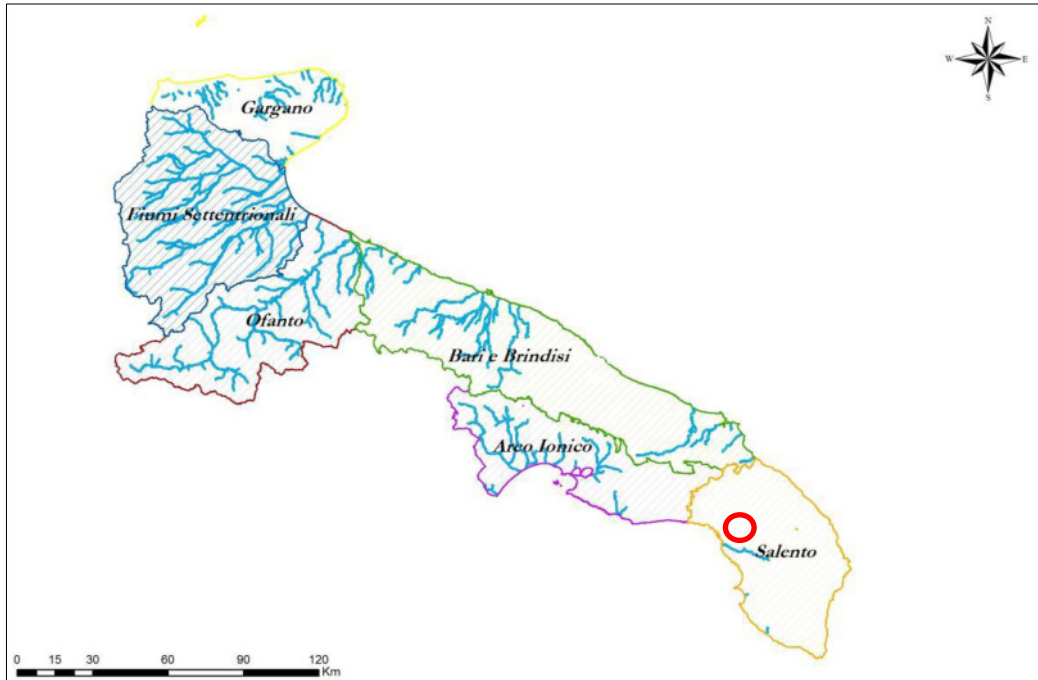 N
W E
S
Gargano
Fiumi Settentrionali
Ofanto
Bari e Brindisi
Arco Ionico
Salento
0 15 30 60 90 120
Km